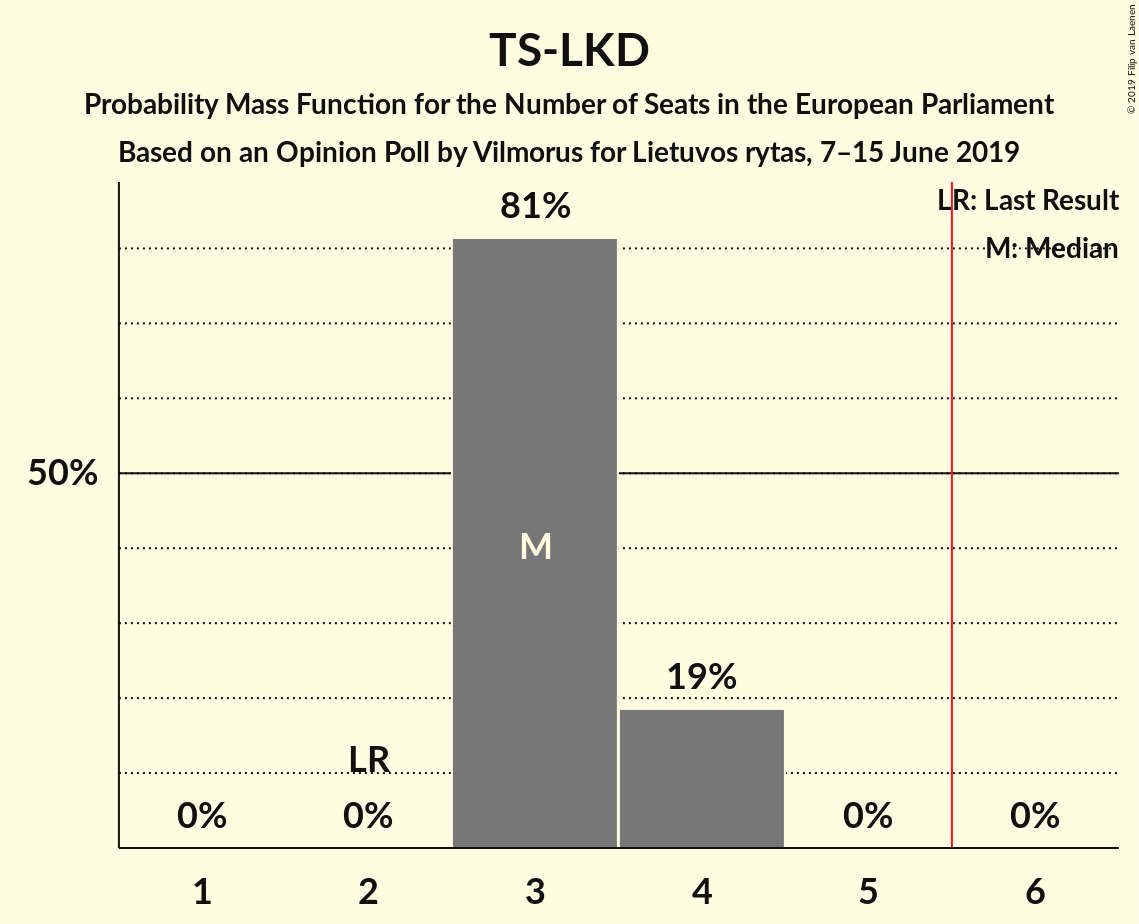 TS-LKD
Probability Mass Function for the Number of Seats in the European Parliament
Based on an Opinion Poll by Vilmorus for Lietuvos rytas, 7–15 June 2019
© 2019 Filip van Laenen
LR: Last Result
M: Median
81%
50%
M
19%
LR
0% 0% 0% 0%
1 2 3 4 5 6